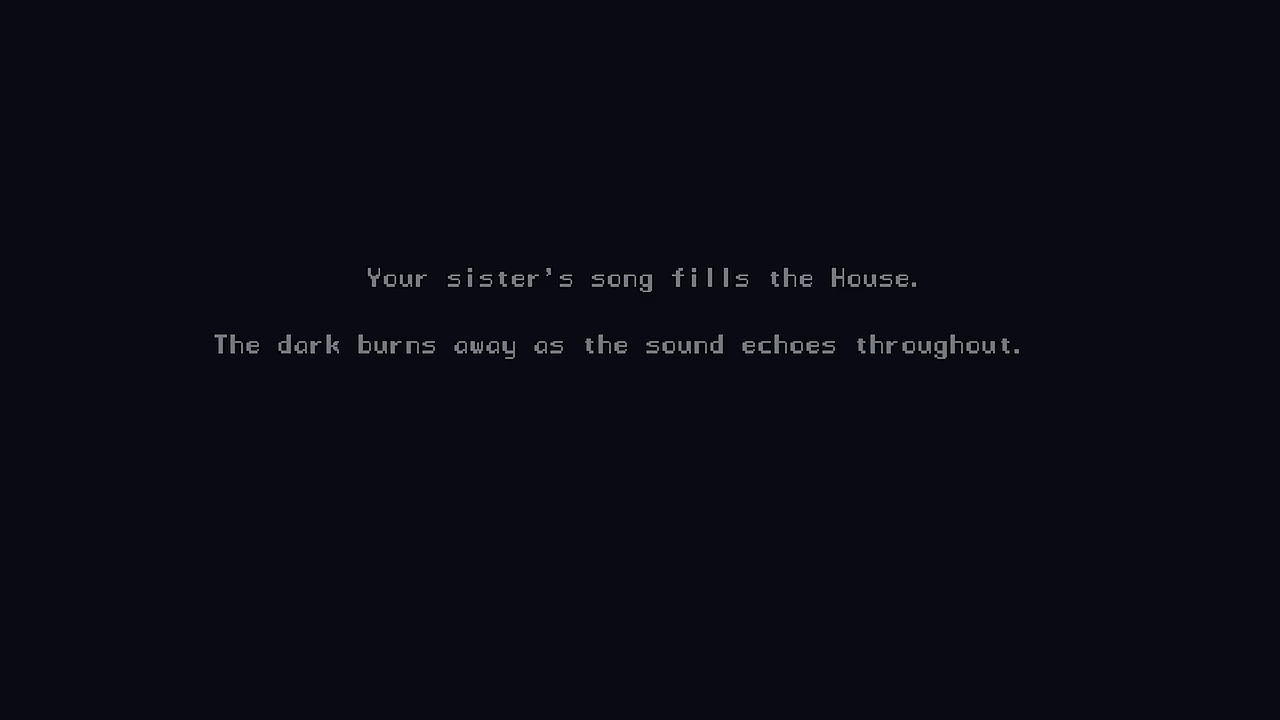 Your sister's song fills the House.
The dark burns away as the sound echoes throughout.